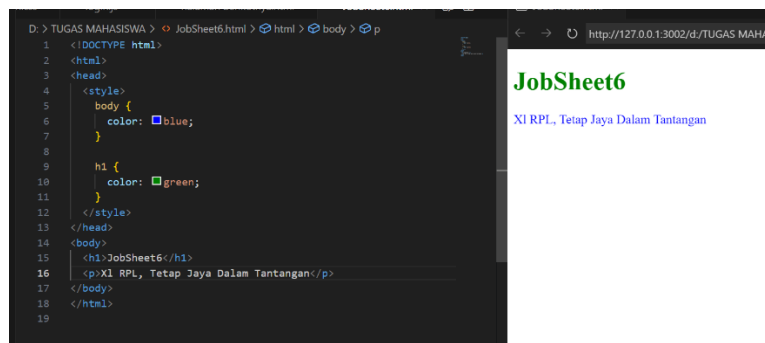 D: > TUGAS MAHASISWA > JobSheet6.html > html > body > p
1 <!DOCTYPE html>
2 <html>
3 <head>
4 <style>
5 body {
6 color: blue;
7 }
8
9 h1 {
10 color: green;
11 }
12 </style>
13 </head>
14 <body>
15 <h1>JobSheet6</h1>
16 <p>Xl RPL, Tetap Jaya Dalam Tantangan</p>
17 </body>
18 </html>
19
http://127.0.0.1:3002/d:/TUGAS MAHA
JobSheet6
Xl RPL, Tetap Jaya Dalam Tantangan